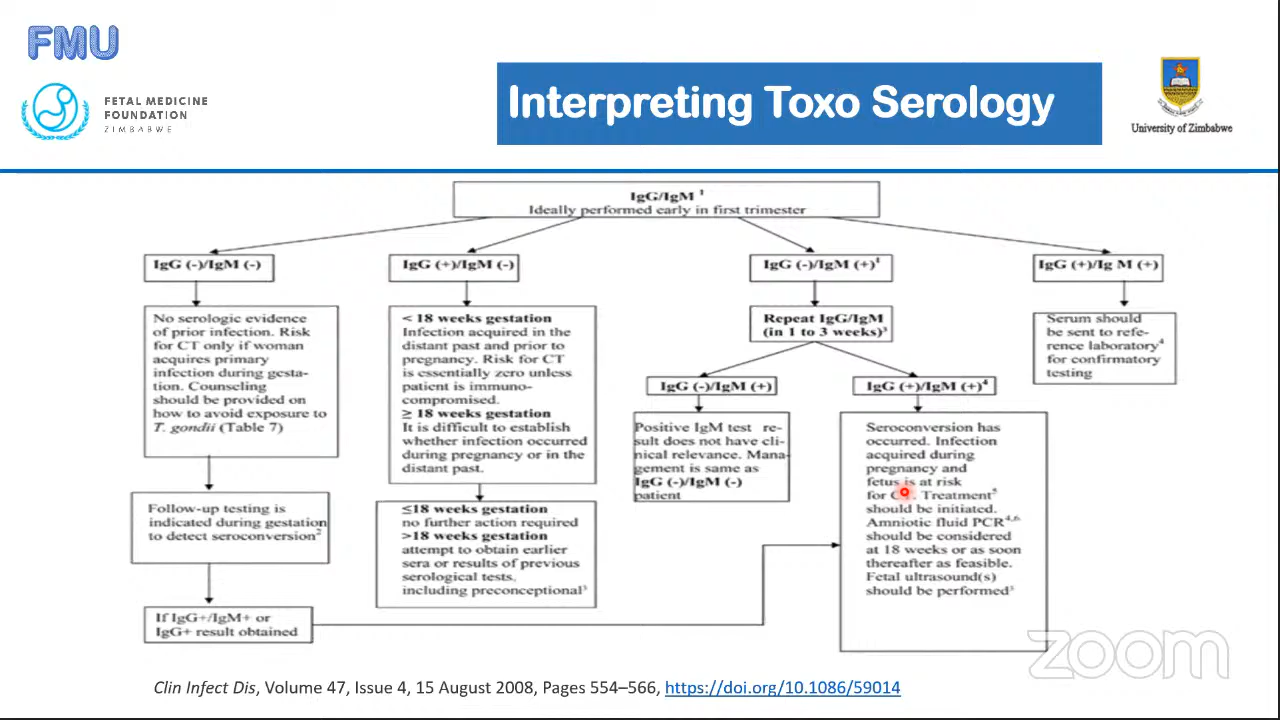 FMU
FETAL MEDICINE
FOUNDATION
ZIMBABWE
Interpreting Toxo Serology
University of Zimbabwe
IgG/IgM 1
Ideally performed early in first trimester
IgG (-)/IgM (-)
IgG (+)/IgM (-)
IgG (-)/IgM (+)1
IgG (+)/Ig M (+)
No serologic evidence
of prior infection. Risk
for CT only if woman
acquires primary
infection during gesta-
tion. Counseling
should be provided on
how to avoid exposure to
T. gondii (Table 7)
Follow-up testing is
indicated during gestation
to detect seroconversion2
If IgG+/IgM+ or
IgG+ result obtained
< 18 weeks gestation
Infection acquired in the
distant past and prior to
pregnancy. Risk for CT
is essentially zero unless
patient is immuno-
compromised.
≥ 18 weeks gestation
It is difficult to establish
whether infection occurred
during pregnancy or in the
distant past.
≤18 weeks gestation
no further action required
>18 weeks gestation
attempt to obtain earlier
sera or results of previous
serological tests,
including preconceptional3
Repeat IgG/IgM
(in 1 to 3 weeks)3
IgG (-)/IgM (+)
Positive IgM test re-
sult does not have cli-
nical relevance. Mana-
gement is same as
IgG (-)/IgM (-)
patient
IgG (+)/IgM (+)4
Seroconversion has
occurred. Infection
acquired during
pregnancy and
fetus is at risk
for Treatment5
should be initiated.
Amniotic fluid PCR4,6
should be considered
at 18 weeks or as soon
thereafter as feasible.
Fetal ultrasound(s)
should be performed3
Serum should
be sent to refe-
rence laboratory4
for confirmatory
testing
zoom
Clin Infect Dis, Volume 47, Issue 4, 15 August 2008, Pages 554–566, https://doi.org/10.1086/59014